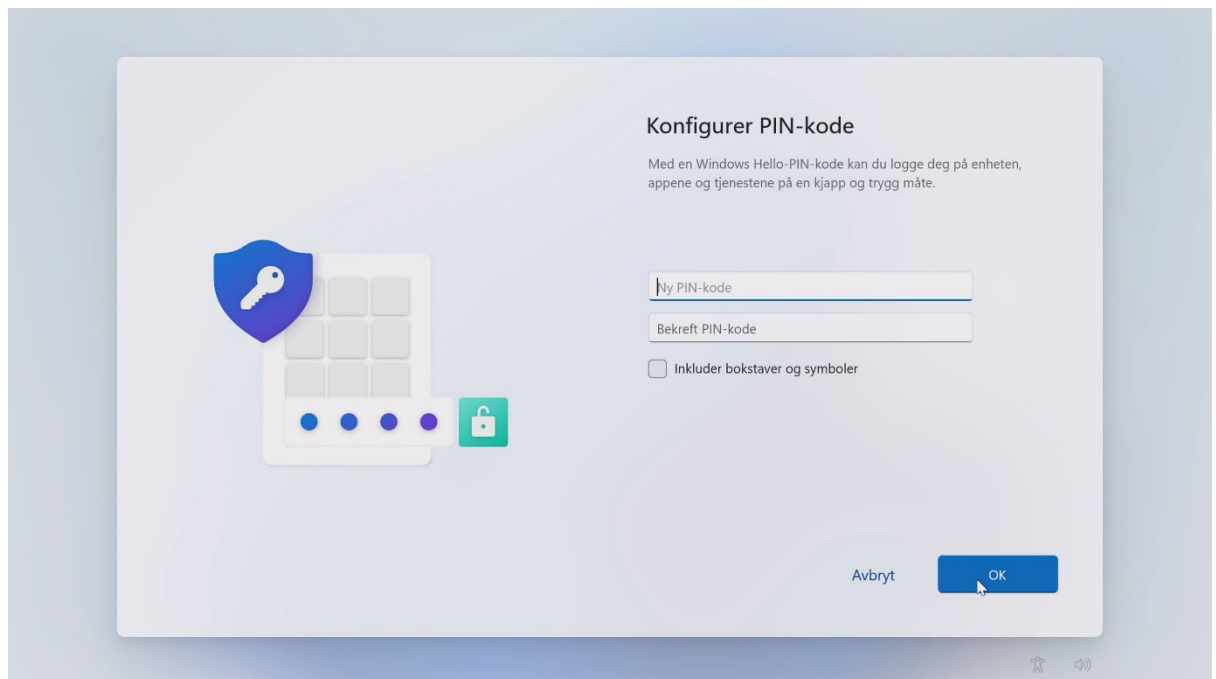 Konfigurer PIN-kode
Med en Windows Hello-PIN-kode kan du logge deg på enheten,
appene og tjenestene på en kjapp og trygg måte.
Ny PIN-kode
Bekreft PIN-kode
Inkluder bokstaver og symboler
Avbryt
OK